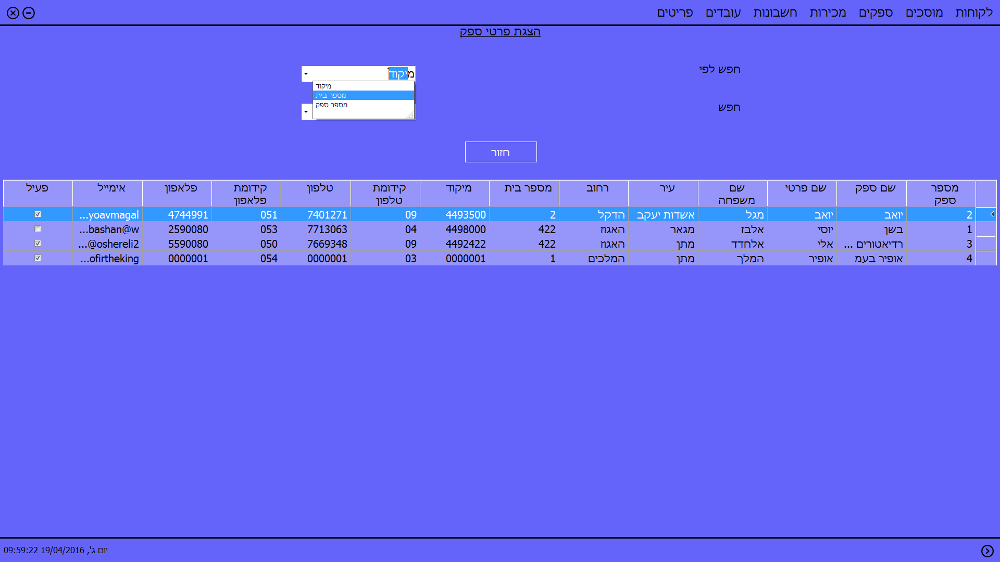 לקוחות מוסכים ספקים מכירות חשבונות עובדים פריטים
הצגת פרטי ספק
חפש לפי
מיקוד
מיקוד
מספר בית
מספר ספק
חפש
חזור
מספר ספק שם ספק שם פרטי שם משפחה עיר רחוב מספר בית מיקוד קידומת טלפון טלפון קידומת פלאפון פלאפון אימייל פעיל
2 יואב יואב מגל אשדות יעקב הדקל 2 4493500 09 7401271 051 4744991 yoavmagal...
1 בשן יוסי אלבז מגאר האגוז 422 4498000 04 7713063 053 2590080 bashan@w...
3 רדיאטורים ... אלי אלחדד מתן האגוז 422 4492422 09 7669348 050 5590080 oshereli2@...
4 אופיר בעמ אופיר המלך מתן המלכים 1 0000001 03 0000001 054 0000001 ofirtheking...
יום ג', 19/04/2016 09:59:22